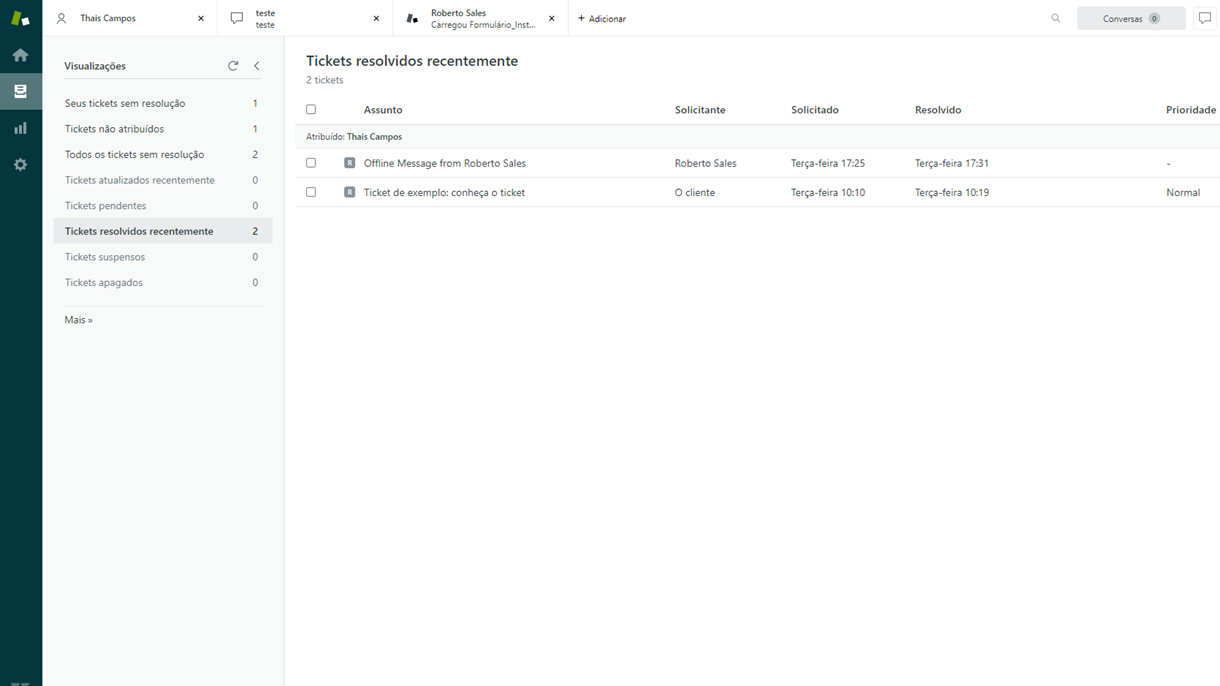 Thais Campos
teste
teste
Roberto Sales
Carregou Formulário_Inst...
+ Adicionar
Conversas 0
Visualizações
Seus tickets sem resolução 1
Tickets não atribuídos 1
Todos os tickets sem resolução 2
Tickets atualizados recentemente 0
Tickets pendentes 0
Tickets resolvidos recentemente 2
Tickets suspensos 0
Tickets apagados 0
Mais »
Tickets resolvidos recentemente
2 tickets
Assunto Solicitante Solicitado Resolvido Prioridade
Atribuído: Thais Campos
R Offline Message from Roberto Sales Roberto Sales Terça-feira 17:25 Terça-feira 17:31 -
R Ticket de exemplo: conheça o ticket O cliente Terça-feira 10:10 Terça-feira 10:19 Normal